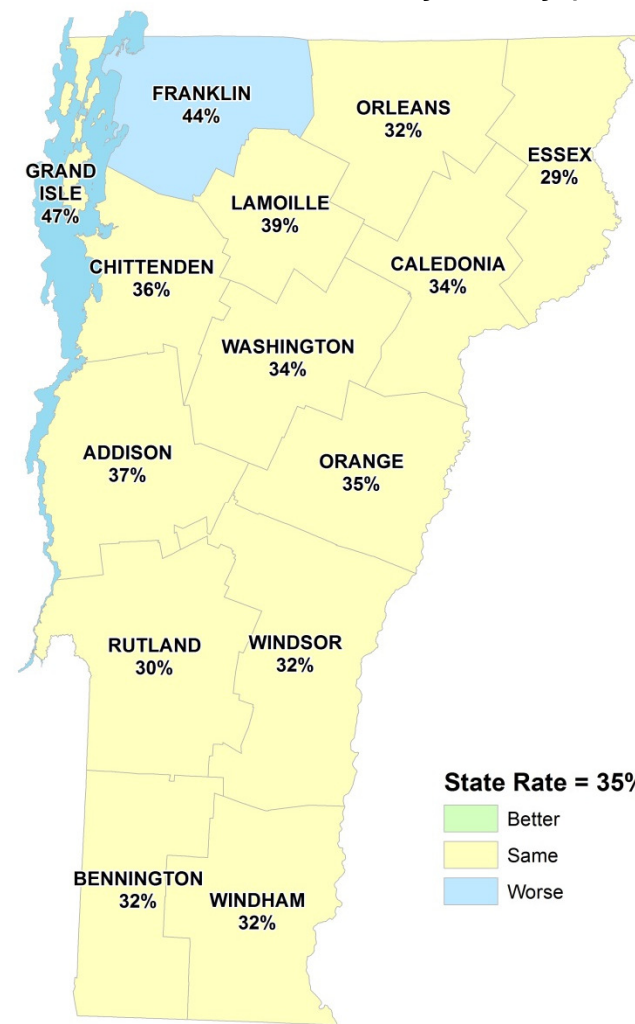 FRANKLIN
44%
ORLEANS
32%
ESSEX
29%
GRAND
ISLE
47%
LAMOILLE
39%
CHITTENDEN
36%
CALEDONIA
34%
WASHINGTON
34%
ADDISON
37%
ORANGE
35%
RUTLAND
30%
WINDSOR
32%
State Rate = 35%
Better
Same
Worse
BENNINGTON
32%
WINDHAM
32%